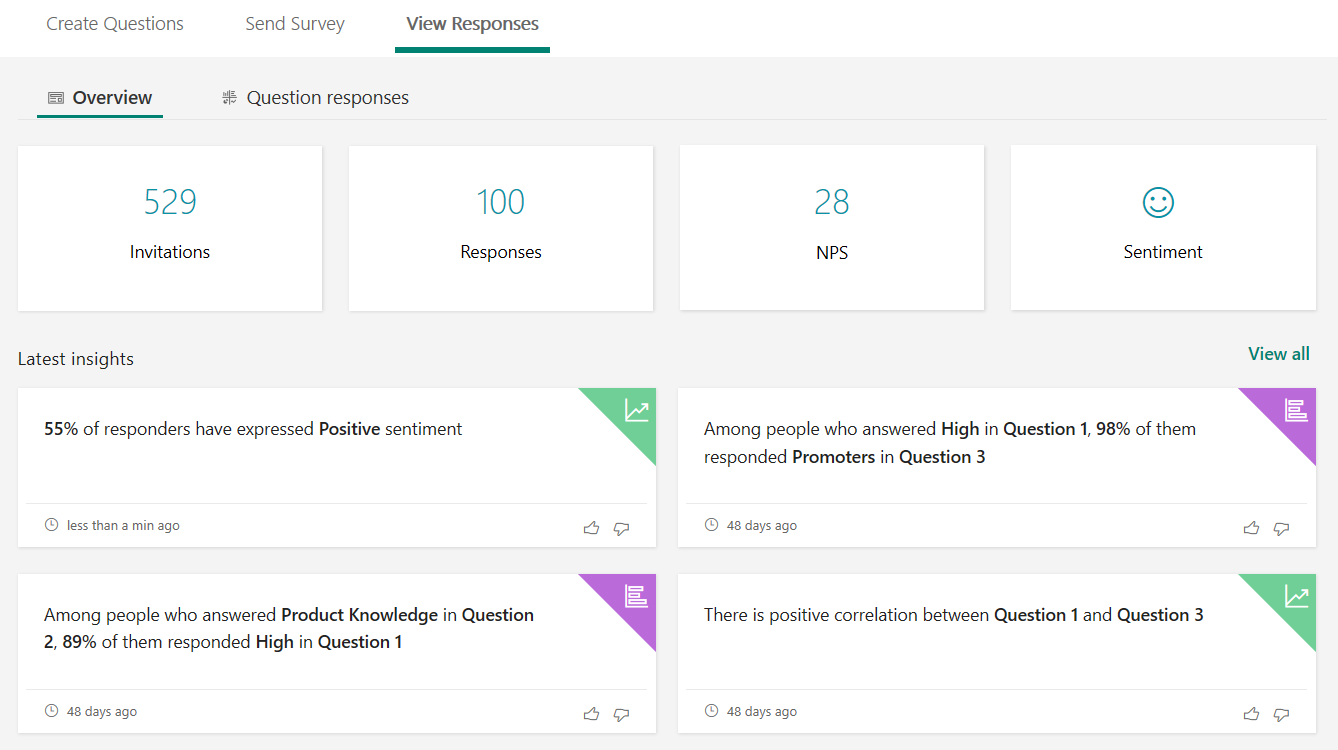 Create Questions
Send Survey
View Responses
Overview
Question responses
529
Invitations
100
Responses
28
NPS
Sentiment
Latest insights
View all
55% of responders have expressed Positive sentiment
less than a min ago
Among people who answered High in Question 1, 98% of them
responded Promoters in Question 3
48 days ago
Among people who answered Product Knowledge in Question
2, 89% of them responded High in Question 1
48 days ago
There is positive correlation between Question 1 and Question 3
48 days ago